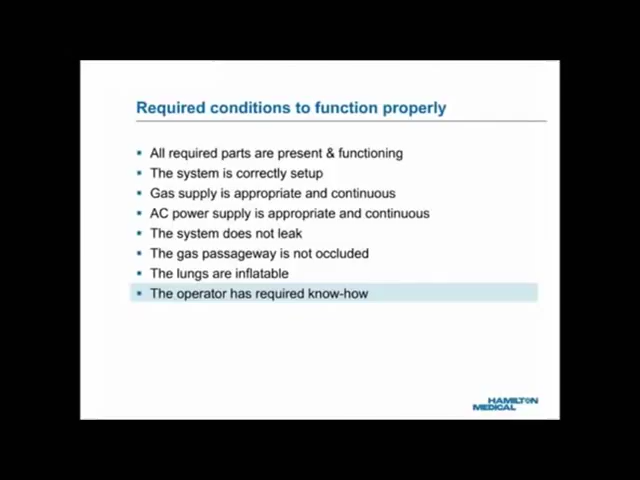 Required conditions to function properly
▪ All required parts are present & functioning
▪ The system is correctly setup
▪ Gas supply is appropriate and continuous
▪ AC power supply is appropriate and continuous
▪ The system does not leak
▪ The gas passageway is not occluded
▪ The lungs are inflatable
▪ The operator has required know-how
HAMILTON
MEDICAL